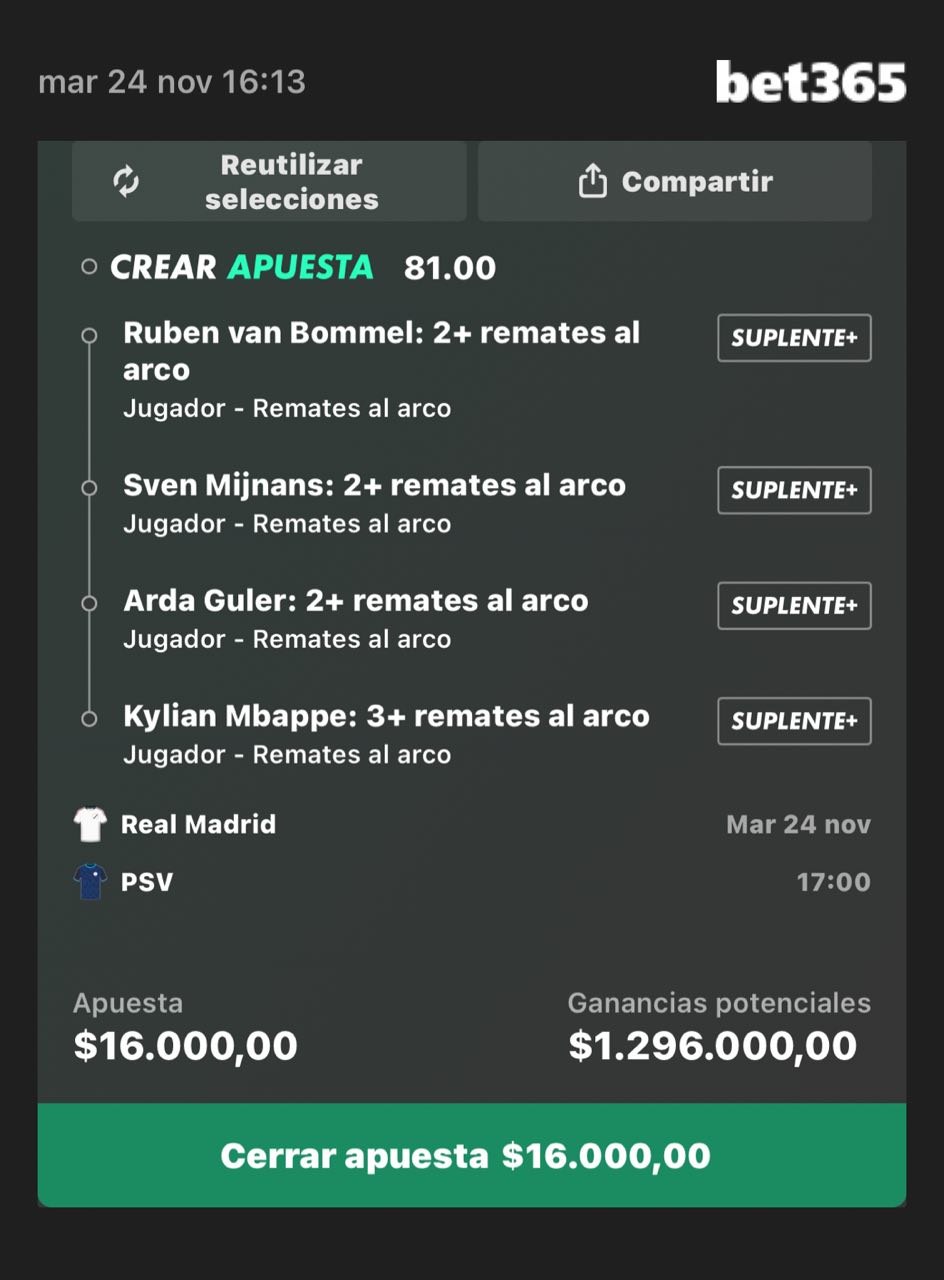 mar 24 nov 16:13
bet365
Reutilizar
selecciones
Compartir
CREAR APUESTA 81.00
Ruben van Bommel: 2+ remates al
arco
SUPLENTE+
Jugador - Remates al arco
Sven Mijnans: 2+ remates al arco
SUPLENTE+
Jugador - Remates al arco
Arda Guler: 2+ remates al arco
SUPLENTE+
Jugador - Remates al arco
Kylian Mbappe: 3+ remates al arco
SUPLENTE+
Jugador - Remates al arco
Real Madrid
Mar 24 nov
PSV
17:00
Apuesta
Ganancias potenciales
$16.000,00
$1.296.000,00
Cerrar apuesta $16.000,00